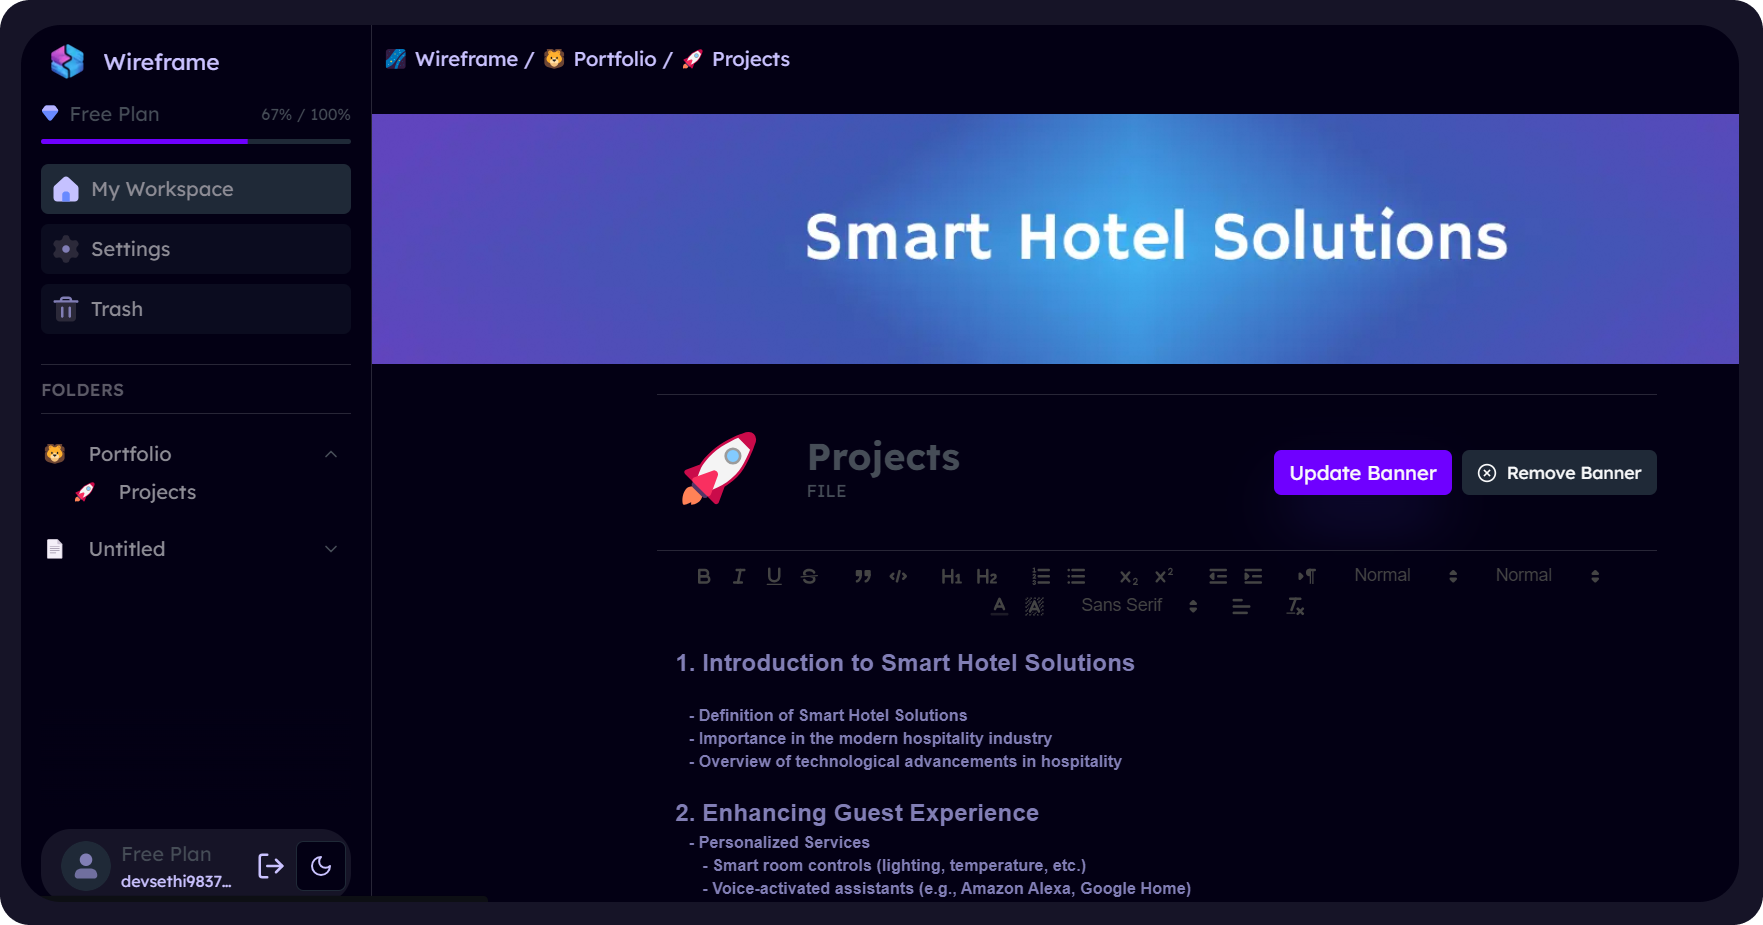 Wireframe
Free Plan 67% / 100%
My Workspace
Settings
Trash
FOLDERS
Portfolio
Projects
Untitled
Free Plan
devsethi9837...
Wireframe / Portfolio / Projects
Smart Hotel Solutions
Projects
FILE
Update Banner
Remove Banner
B I U S H1 H2 X2 X2 Normal Normal
A A Sans Serif Tx
1. Introduction to Smart Hotel Solutions
- Definition of Smart Hotel Solutions
- Importance in the modern hospitality industry
- Overview of technological advancements in hospitality
2. Enhancing Guest Experience
- Personalized Services
- Smart room controls (lighting, temperature, etc.)
- Voice-activated assistants (e.g., Amazon Alexa, Google Home)